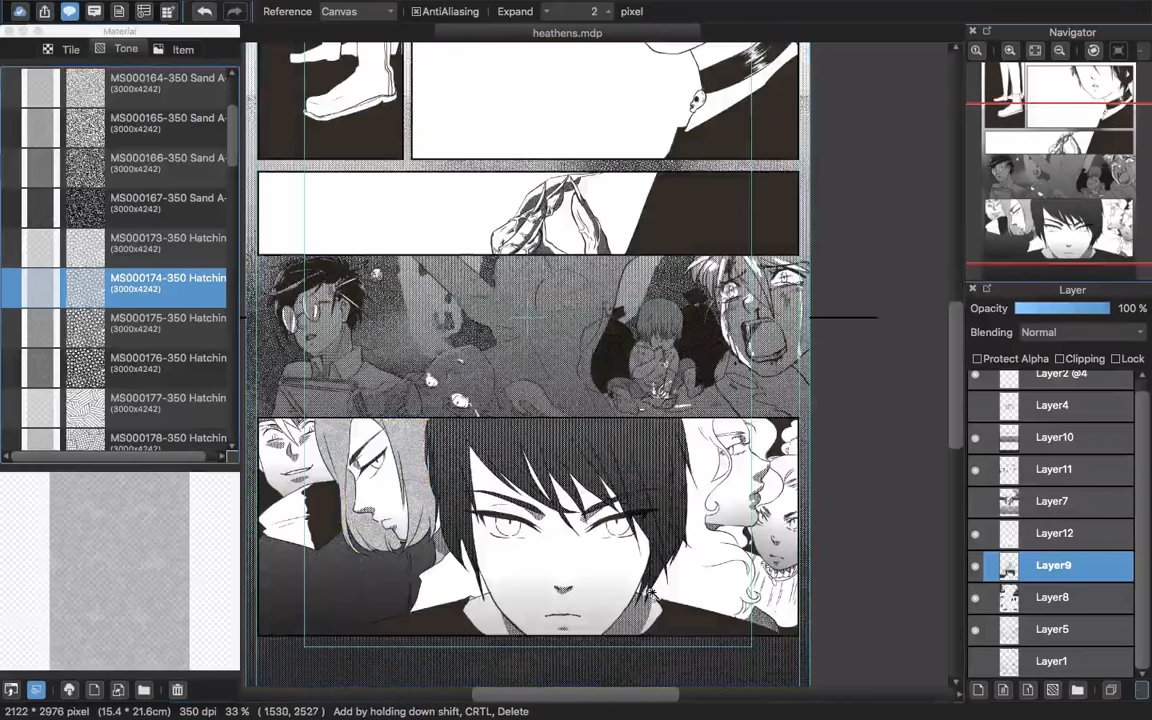 Reference Canvas AntiAliasing Expand 2 pixel
Material
heathens.mdp
Navigator
Tile Tone Item
MS000164-350 Sand A-
(3000x4242)
MS000165-350 Sand A-
(3000x4242)
MS000166-350 Sand A-
(3000x4242)
MS000167-350 Sand A-
(3000x4242)
MS000173-350 Hatchin
(3000x4242)
MS000174-350 Hatchin
(3000x4242)
MS000175-350 Hatchin
(3000x4242)
MS000176-350 Hatchin
(3000x4242)
MS000177-350 Hatchin
(3000x4242)
MS000178-350 Hatchin
(3000x4242)
Layer
Opacity 100 %
Blending Normal
Protect Alpha Clipping Lock
Layer2 @4
Layer4
Layer10
Layer11
Layer7
Layer12
Layer9
Layer8
Layer5
Layer1
2122 * 2976 pixel (15.4 * 21.6cm) 350 dpi 33 % ( 1530, 2527 ) Add by holding down shift, CRTL, Delete